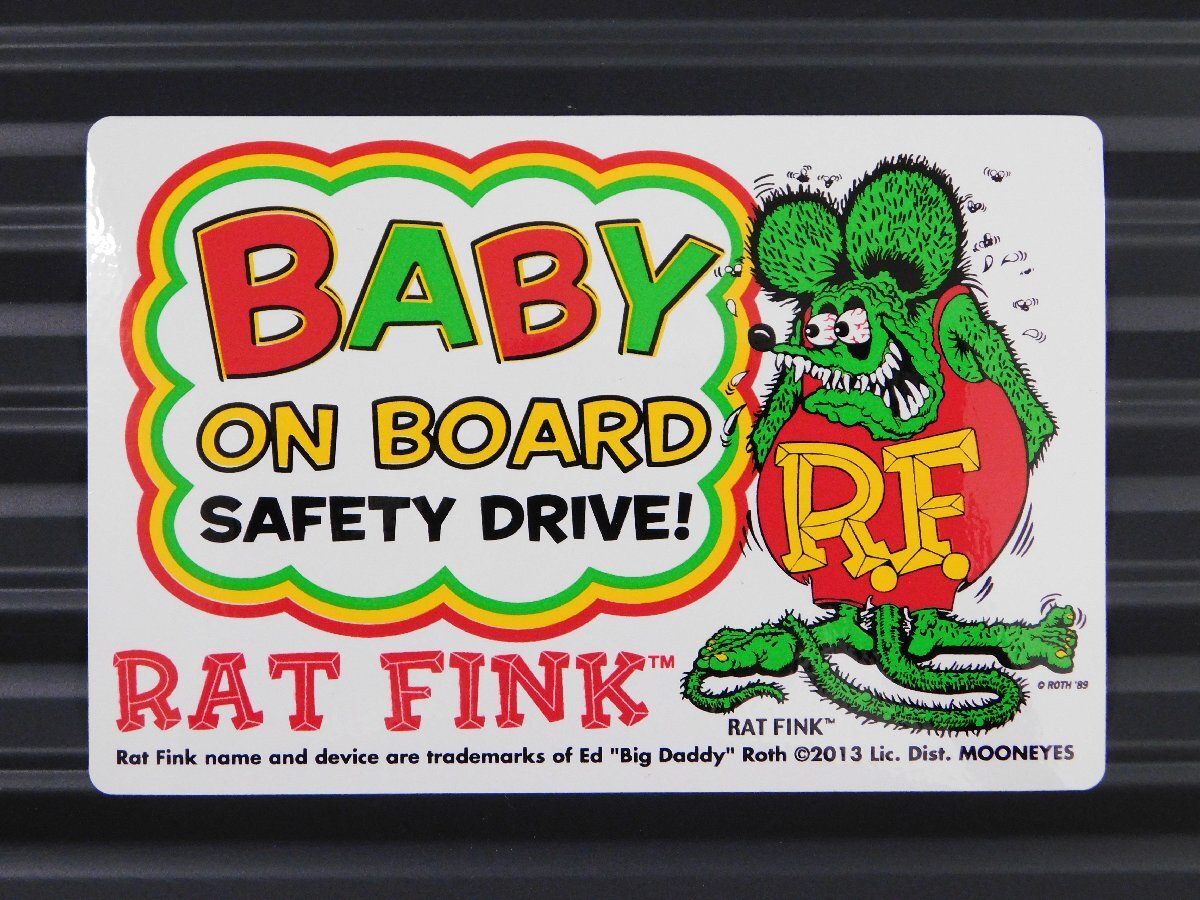 BABY
ON BOARD
SAFETY DRIVE!
R.F.
RAT FINK™
© ROTH '89
RAT FINK™
Rat Fink name and device are trademarks of Ed "Big Daddy" Roth ©2013 Lic. Dist. MOONEYES